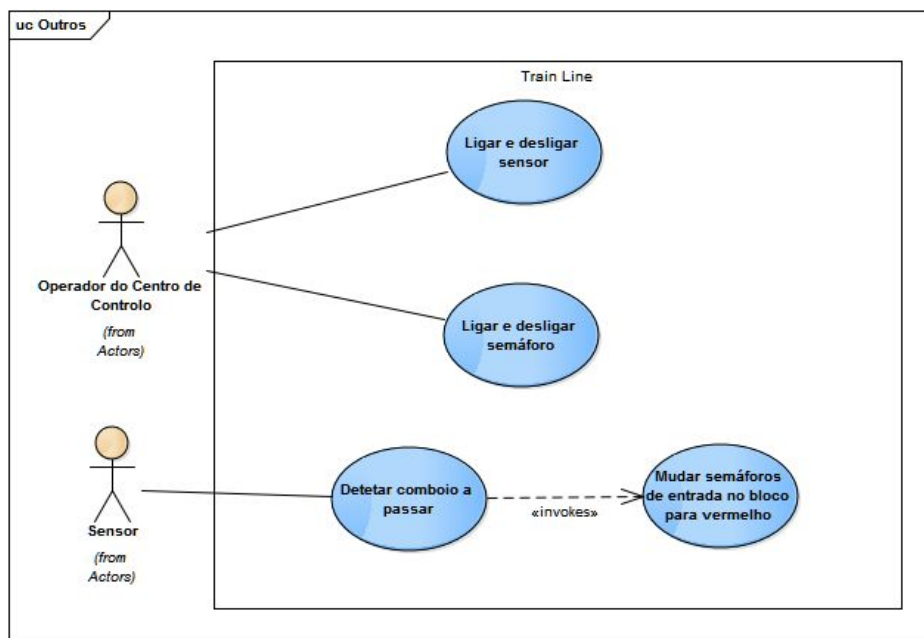 uc Outros
Train Line
Ligar e desligar
sensor
Operador do Centro de
Controlo
(from
Actors)
Ligar e desligar
semáforo
Sensor
(from
Actors)
Detetar comboio a
passar
«invokes»
Mudar semáforos
de entrada no bloco
para vermelho